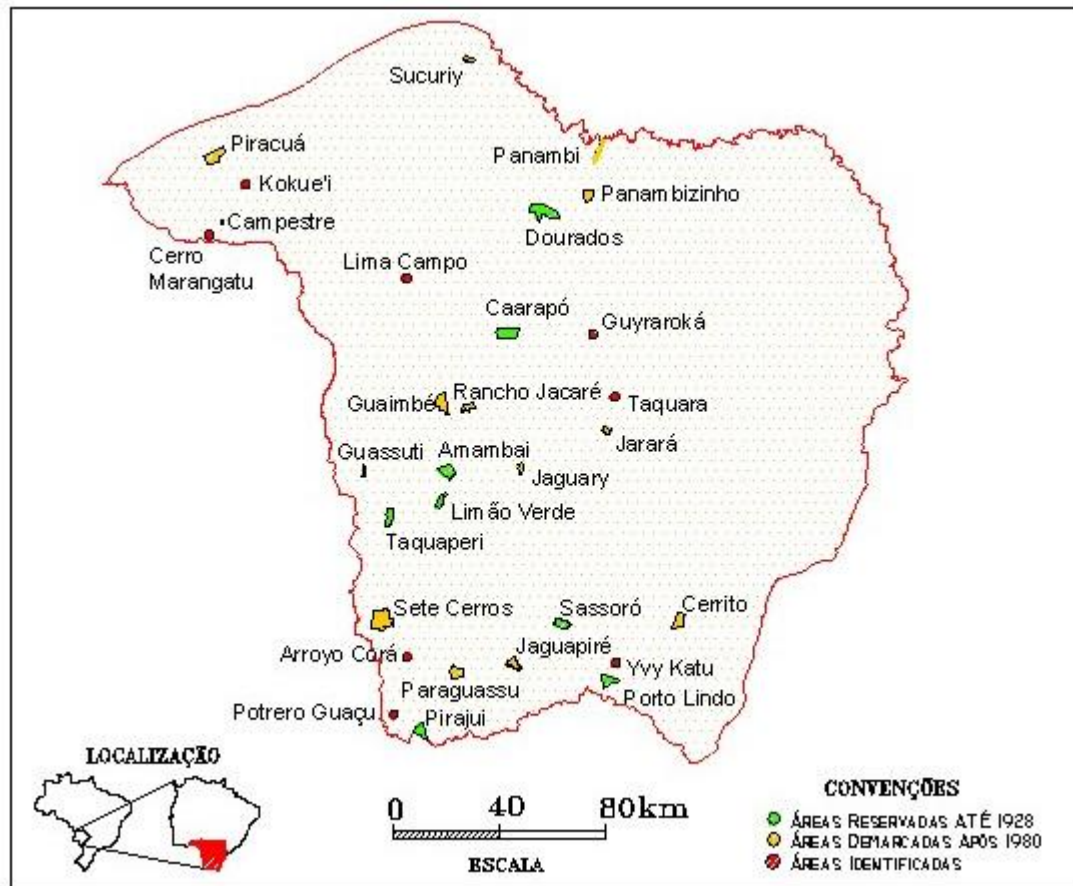 Sucuriy
Piracuá
Panambi
Kokue'i
Panambizinho
Campestre
Dourados
Cerro
Marangatu
Lima Campo
Caarapó
Guyraroká
Guaimbé
Rancho Jacaré
Taquara
Jarará
Guassuti
Amambai
Jaguary
Limão Verde
Taquaperi
Sete Cerros
Sassoró
Cerrito
Arroyo Corá
Jaguapiré
Yvy Katu
Paraguassu
Porto Lindo
Potrero Guaçu
Pirajui
LOCALIZAÇÃO
0 40 80km
ESCALA
CONVENÇÕES
ÁREAS RESERVADAS ATÉ 1928
ÁREAS DEMARCADAS APÓS 1980
ÁREAS IDENTIFICADAS